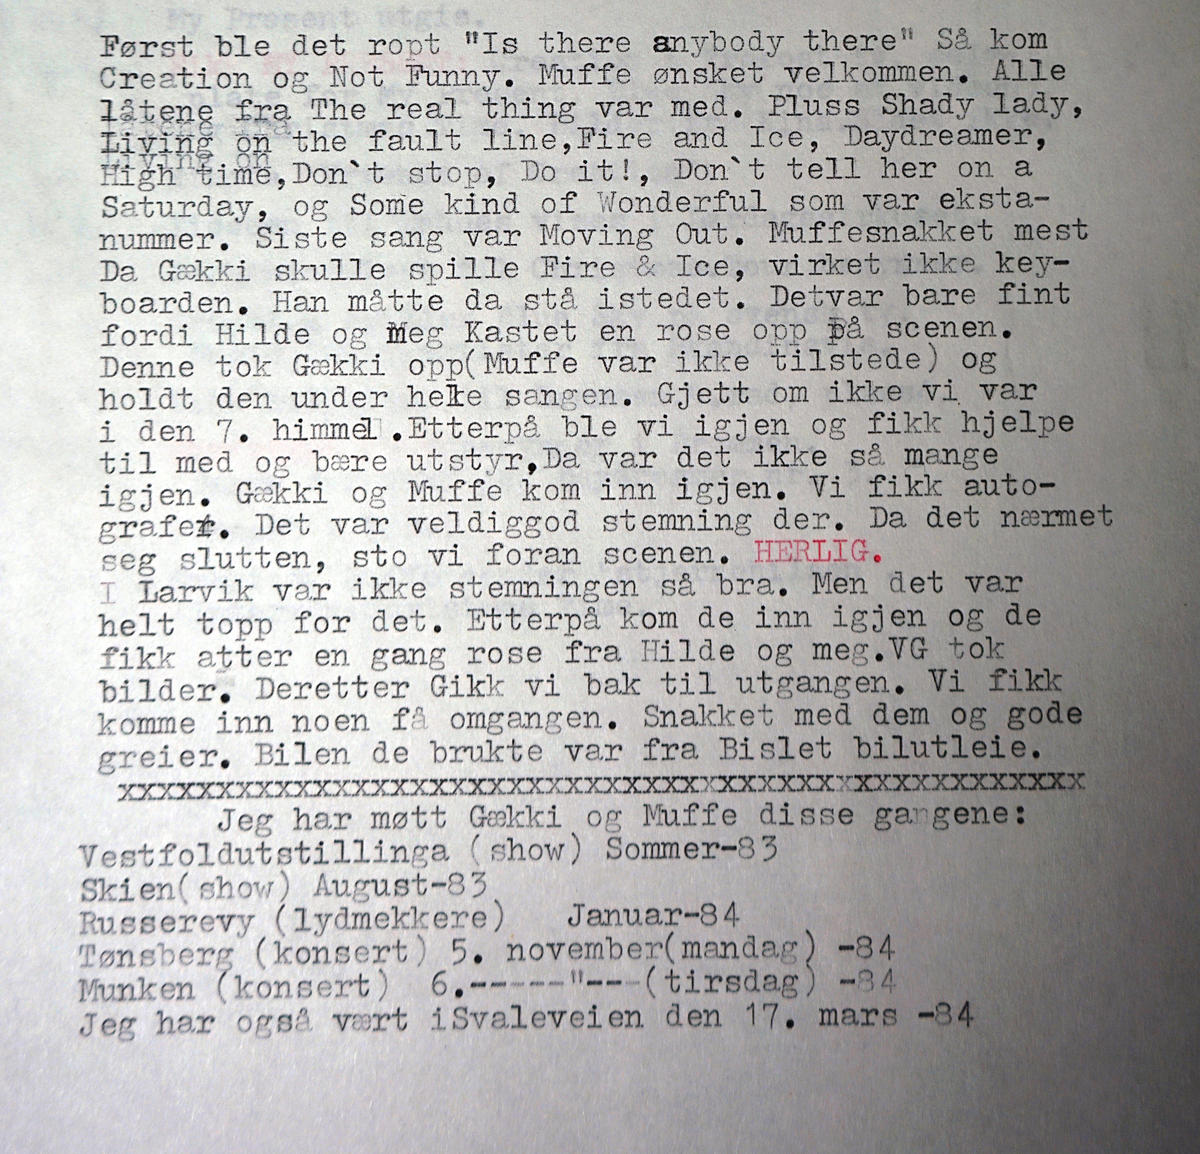 Først ble det ropt "Is there anybody there" Så kom
Creation og Not Funny. Muffe ønsket velkommen. Alle
låtene fra The real thing var med. Pluss Shady lady,
Living on the fault line,Fire and Ice, Daydreamer,
High time,Don`t stop, Do it!, Don`t tell her on a
Saturday, og Some kind of Wonderful som var eksta-
nummer. Siste sang var Moving Out. Muffesnakket mest
Da Gækki skulle spille Fire & Ice, virket ikke key-
boarden. Han måtte da stå istedet. Detvar bare fint
fordi Hilde og Meg Kastet en rose opp På scenen.
Denne tok Gækki opp(Muffe var ikke tilstede) og
holdt den under hele sangen. Gjett om ikke vi var
i den 7. himmel .Etterpå ble vi igjen og fikk hjelpe
til med og bære utstyr,Da var det ikke så mange
igjen. Gækki og Muffe kom inn igjen. Vi fikk auto-
grafer. Det var veldiggod stemning der. Da det nærmet
seg slutten, sto vi foran scenen. HERLIG.
I Larvik var ikke stemningen så bra. Men det var
helt topp for det. Etterpå kom de inn igjen og de
fikk atter en gang rose fra Hilde og meg.VG tok
bilder. Deretter Gikk vi bak til utgangen. Vi fikk
komme inn noen få omgangen. Snakket med dem og gode
greier. Bilen de brukte var fra Bislet bilutleie.
xxxxxxxxxxxxxxxxxxxxxxxxxxxxxxxxxxxxxxxxxxxxxxxxxx
Jeg har møtt Gækki og Muffe disse gangene:
Vestfoldutstillinga (show) Sommer-83
Skien(show) August-83
Russerevy (lydmekkere) Januar-84
Tønsberg (konsert) 5. november(mandag) -84
Munken (konsert) 6.------"---(tirsdag) -84
Jeg har også vært iSvaleveien den 17. mars -84